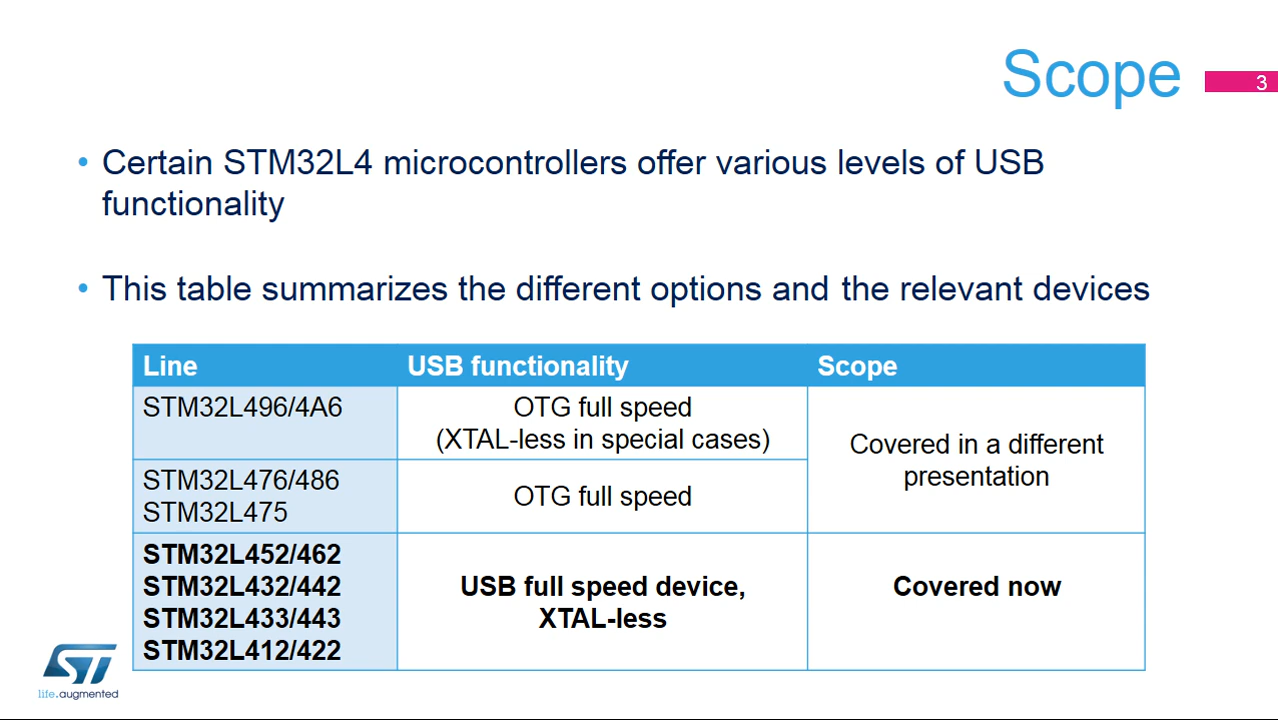 Scope
3
• Certain STM32L4 microcontrollers offer various levels of USB
functionality
• This table summarizes the different options and the relevant devices
Line USB functionality Scope
STM32L496/4A6
OTG full speed
(XTAL-less in special cases)
Covered in a different
presentation
STM32L476/486
STM32L475
OTG full speed
STM32L452/462
STM32L432/442
STM32L433/443
STM32L412/422
USB full speed device,
XTAL-less
Covered now
ST
life.augmented